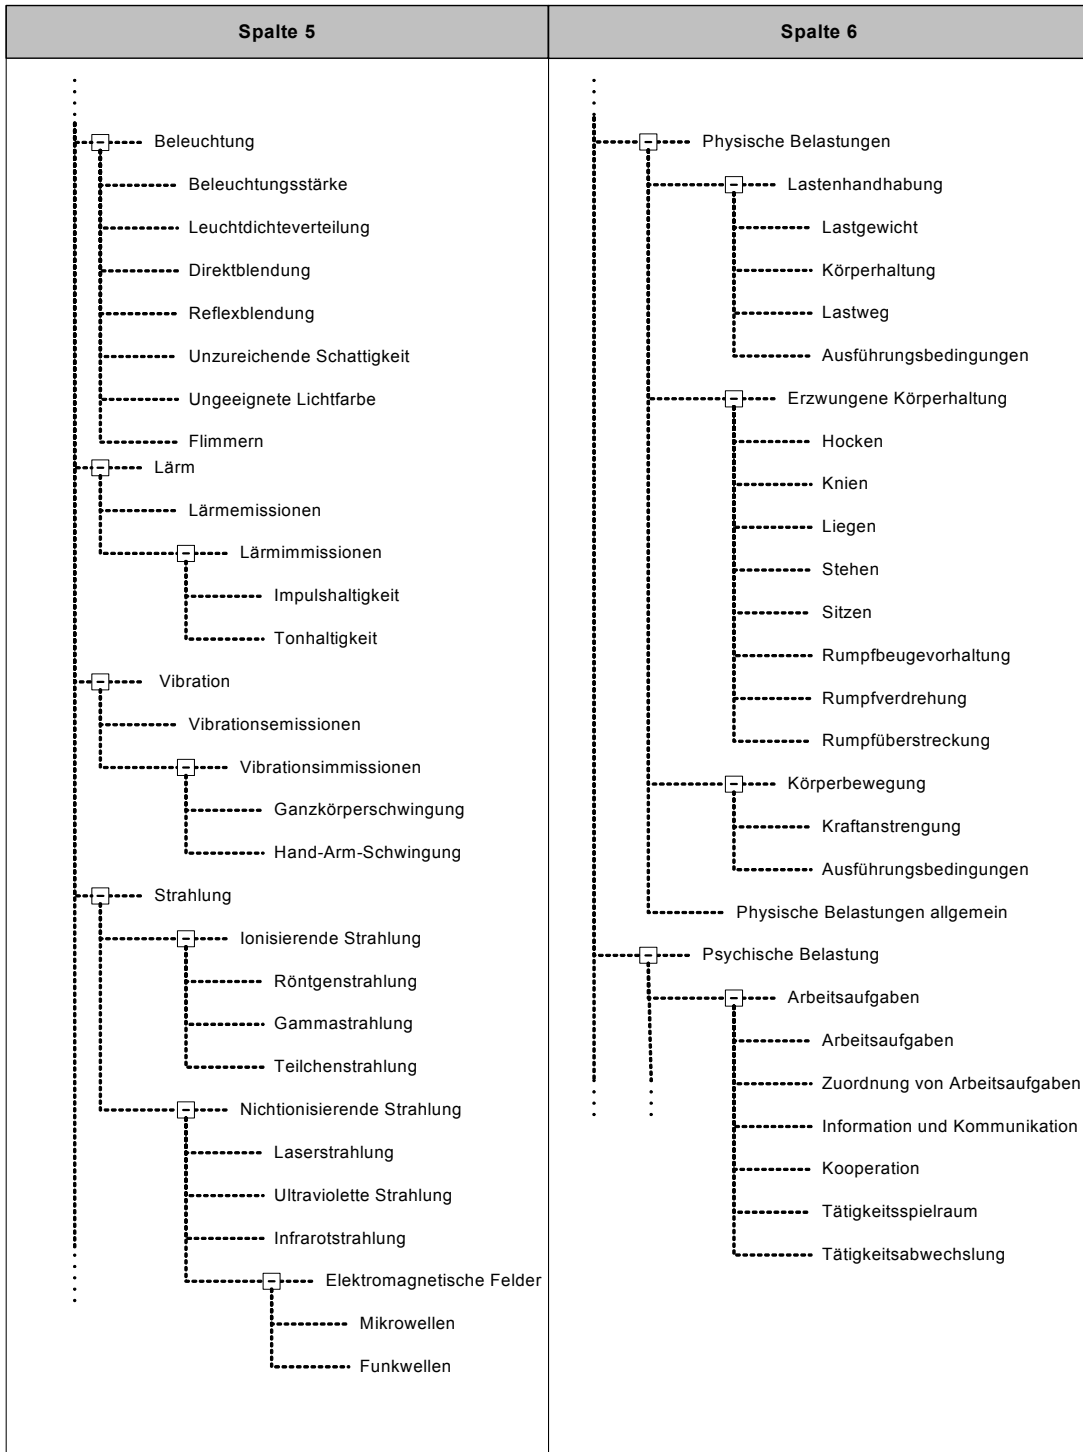 Spalte 5
Beleuchtung
Beleuchtungsstärke
Leuchtdichteverteilung
Direktblendung
Reflexblendung
Unzureichende Schattigkeit
Ungeeignete Lichtfarbe
Flimmern
Lärm
Lärmemissionen
Lärmimmissionen
Impulshaltigkeit
Tonhaltigkeit
Vibration
Vibrationsemissionen
Vibrationsimmissionen
Ganzkörperschwingung
Hand-Arm-Schwingung
Strahlung
Ionisierende Strahlung
Röntgenstrahlung
Gammastrahlung
Teilchenstrahlung
Nichtionisierende Strahlung
Laserstrahlung
Ultraviolette Strahlung
Infrarotstrahlung
Elektromagnetische Felder
Mikrowellen
Funkwellen
Spalte 6
Physische Belastungen
Lastenhandhabung
Lastgewicht
Körperhaltung
Lastweg
Ausführungsbedingungen
Erzwungene Körperhaltung
Hocken
Knien
Liegen
Stehen
Sitzen
Rumpfbeugevorhaltung
Rumpfverdrehung
Rumpfüberstreckung
Körperbewegung
Kraftanstrengung
Ausführungsbedingungen
Physische Belastungen allgemein
Psychische Belastung
Arbeitsaufgaben
Arbeitsaufgaben
Zuordnung von Arbeitsaufgaben
Information und Kommunikation
Kooperation
Tätigkeitsspielraum
Tätigkeitsabwechslung